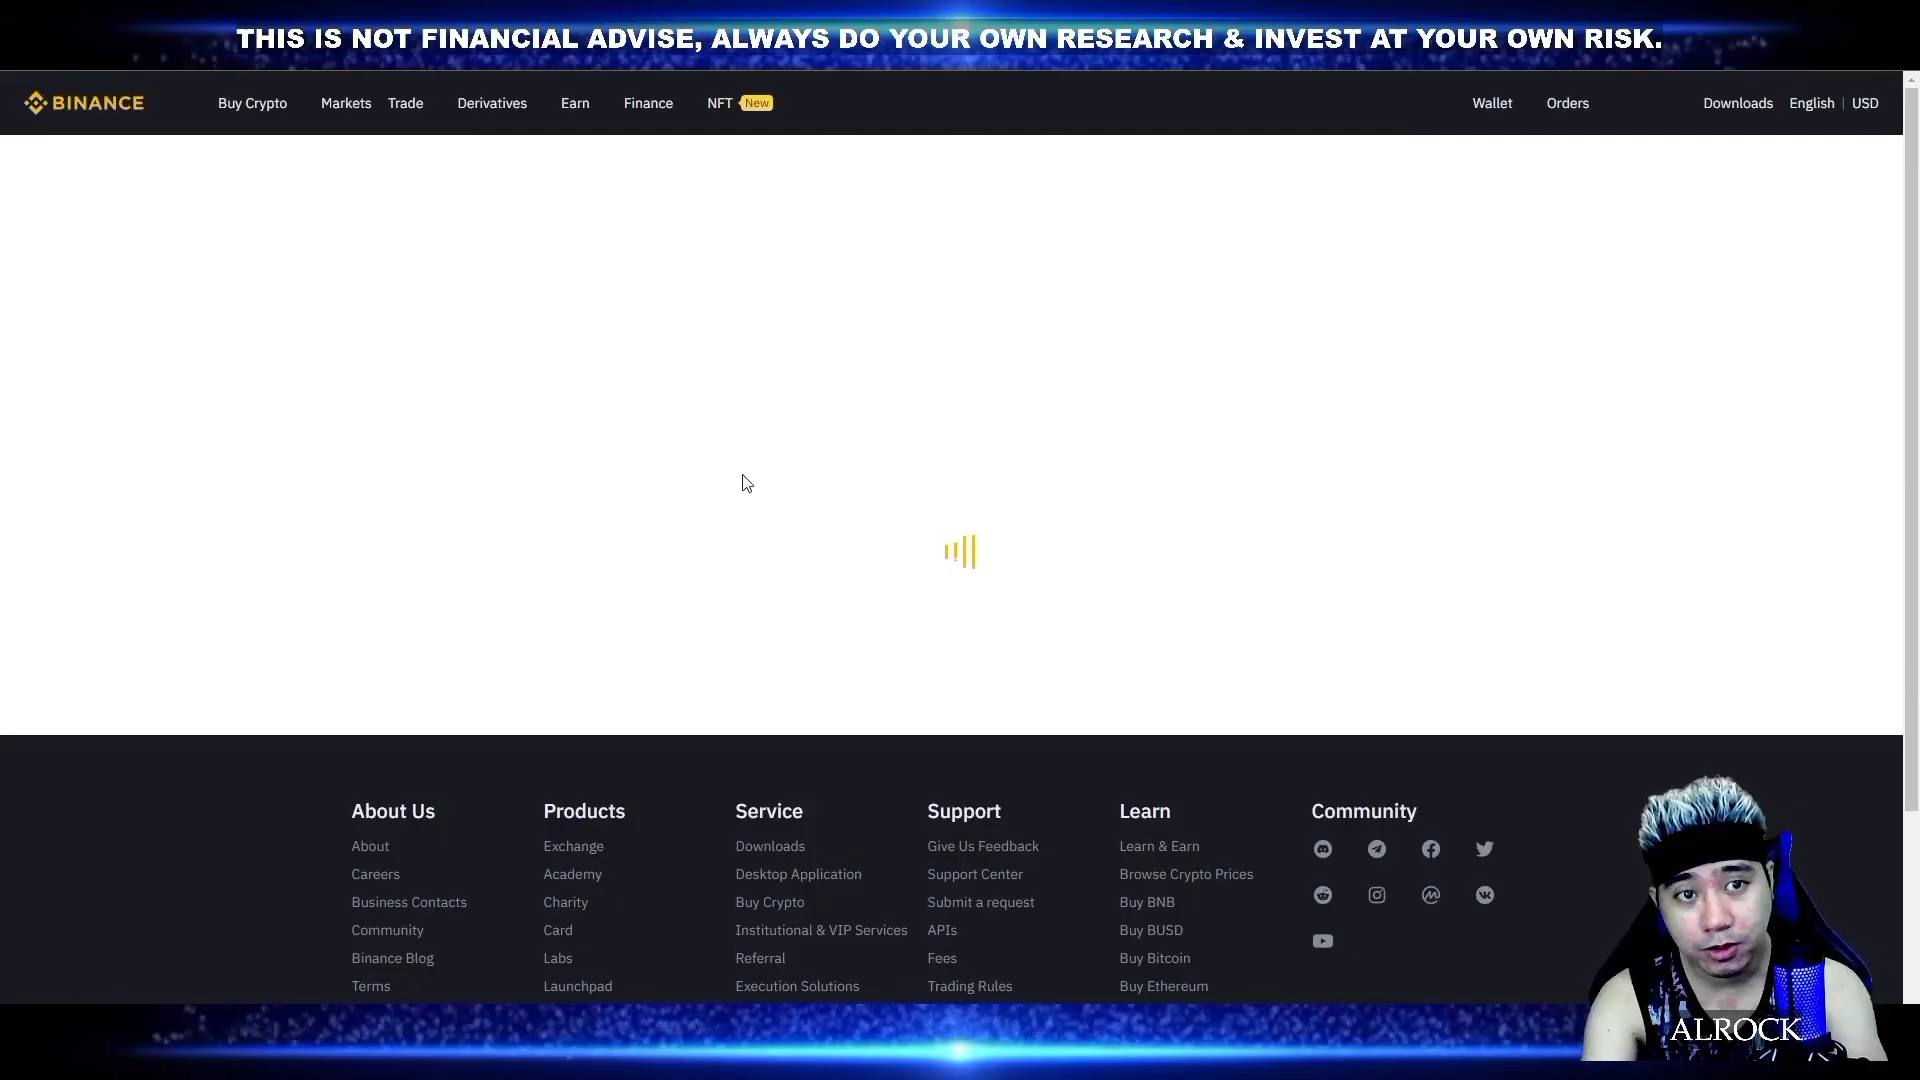 THIS IS NOT FINANCIAL ADVISE, ALWAYS DO YOUR OWN RESEARCH & INVEST AT YOUR OWN RISK.
BINANCE Buy Crypto Markets Trade Derivatives Earn Finance NFT New Wallet Orders Downloads English | USD
About Us
About
Careers
Business Contacts
Community
Binance Blog
Terms
Products
Exchange
Academy
Charity
Card
Labs
Launchpad
Service
Downloads
Desktop Application
Buy Crypto
Institutional & VIP Services
Referral
Execution Solutions
Support
Give Us Feedback
Support Center
Submit a request
APIs
Fees
Trading Rules
Learn
Learn & Earn
Browse Crypto Prices
Buy BNB
Buy BUSD
Buy Bitcoin
Buy Ethereum
Community
ALROCK